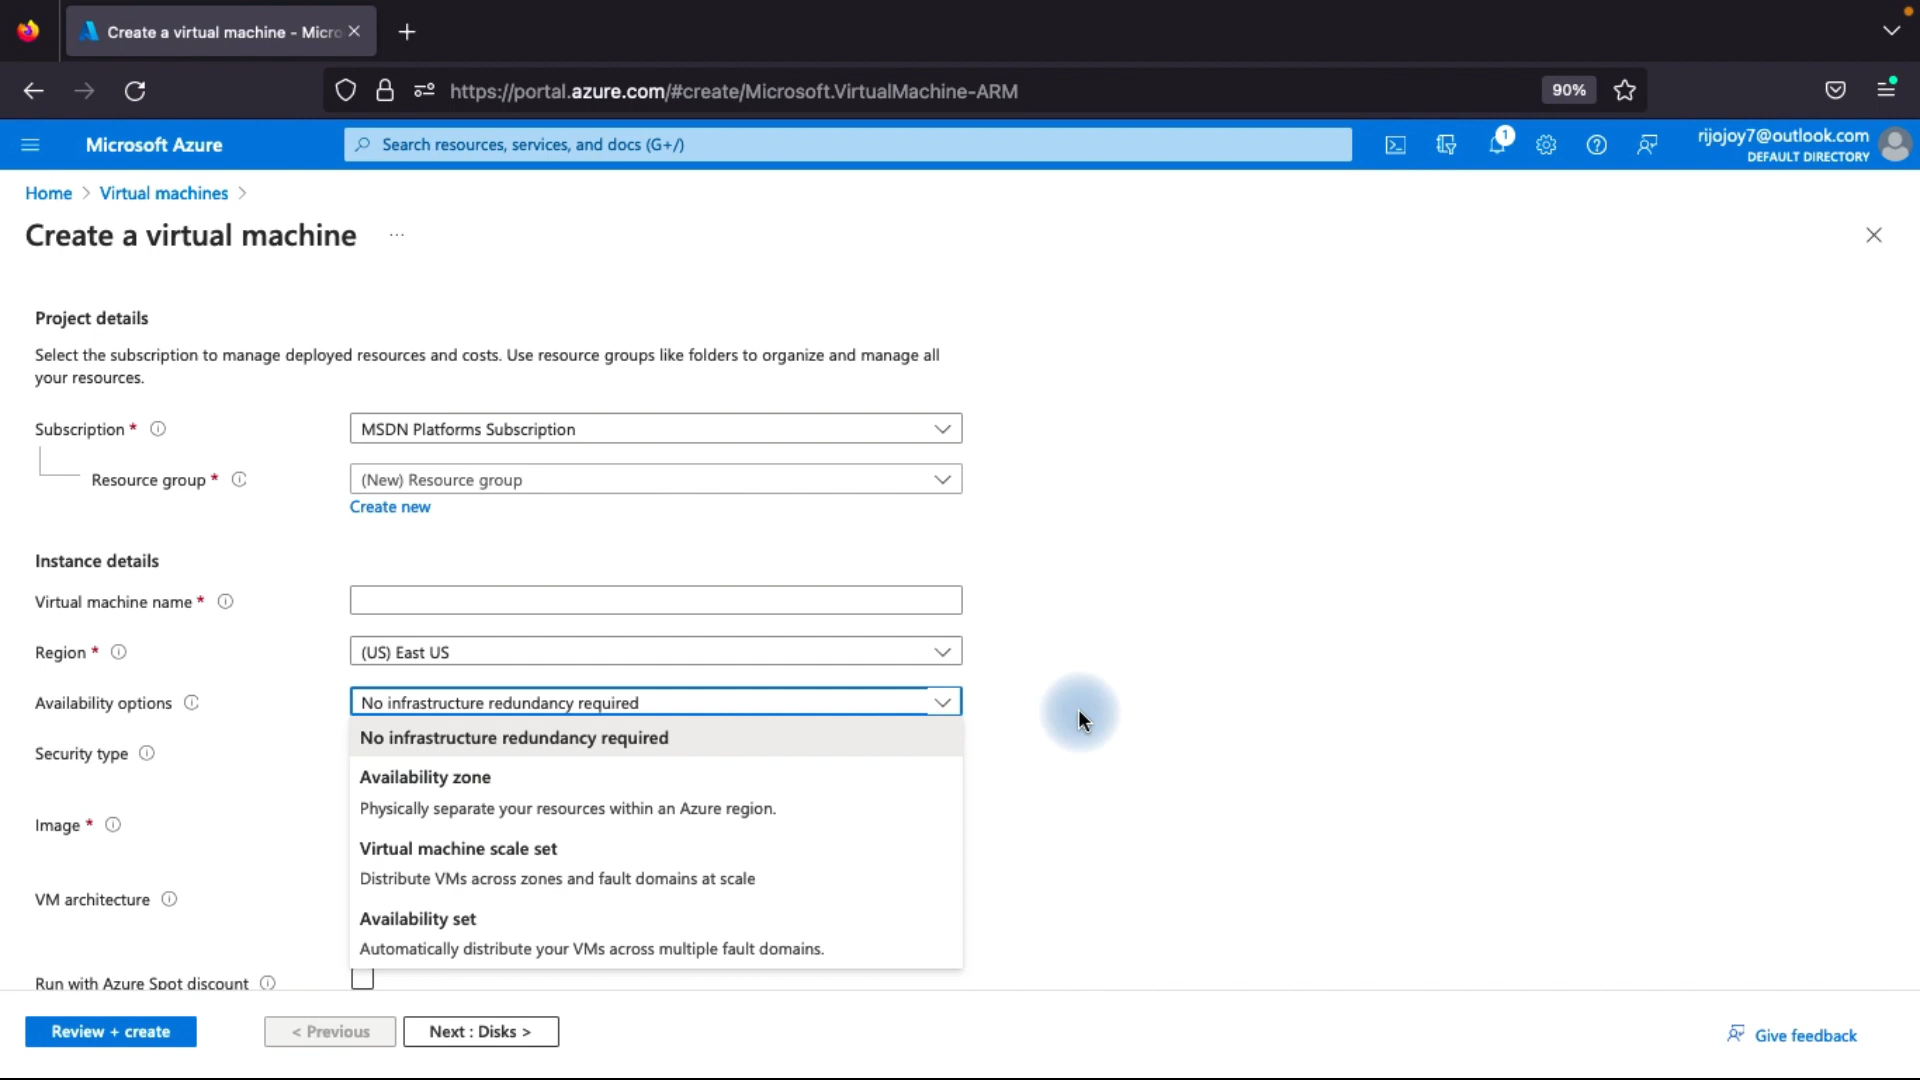 Create a virtual machine - Micro
https://portal.azure.com/#create/Microsoft.VirtualMachine-ARM
90%
Microsoft Azure
Search resources, services, and docs (G+/)
1
rijojoy7@outlook.com
DEFAULT DIRECTORY
Home > Virtual machines >
Create a virtual machine ...
Project details
Select the subscription to manage deployed resources and costs. Use resource groups like folders to organize and manage all
your resources.
Subscription *
MSDN Platforms Subscription
Resource group *
(New) Resource group
Create new
Instance details
Virtual machine name *
Region *
(US) East US
Availability options
No infrastructure redundancy required
No infrastructure redundancy required
Security type
Availability zone
Physically separate your resources within an Azure region.
Image *
Virtual machine scale set
Distribute VMs across zones and fault domains at scale
VM architecture
Availability set
Automatically distribute your VMs across multiple fault domains.
Run with Azure Spot discount
Review + create
< Previous
Next : Disks >
Give feedback